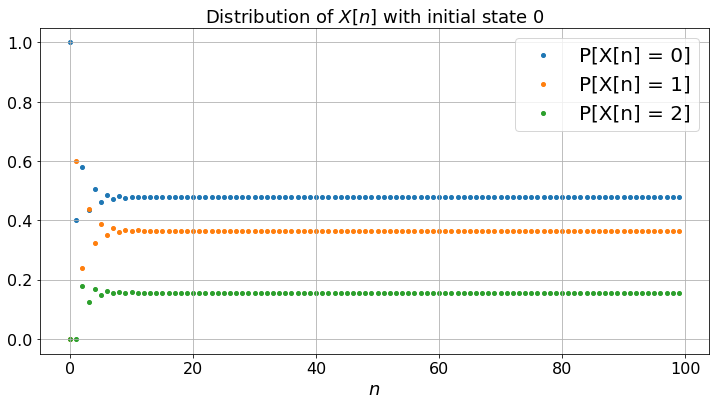 Distribution of X[n] with initial state 0
P[X[n] = 0]
P[X[n] = 1]
P[X[n] = 2]
1.0
0.8
0.6
0.4
0.2
0.0
0 20 40 60 80 100
n